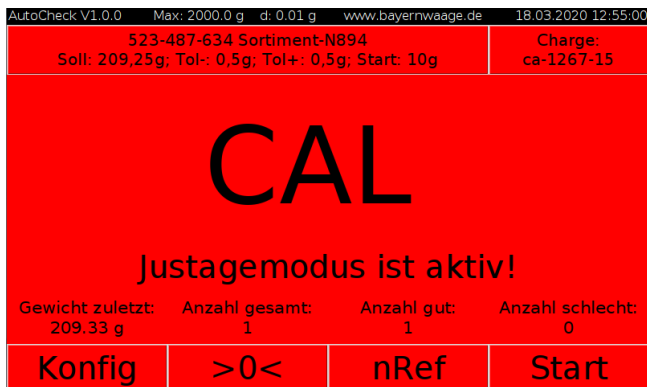 AutoCheck V1.0.0 Max: 2000.0 g d: 0.01 g www.bayernwaage.de 18.03.2020 12:55:00
523-487-634 Sortiment-N894
Soll: 209,25g; Tol-: 0,5g; Tol+: 0,5g; Start: 10g
Charge:
ca-1267-15
CAL
Justagemodus ist aktiv!
Gewicht zuletzt: Anzahl gesamt: Anzahl gut: Anzahl schlecht:
209.33 g 1 1 0
Konfig >0< nRef Start